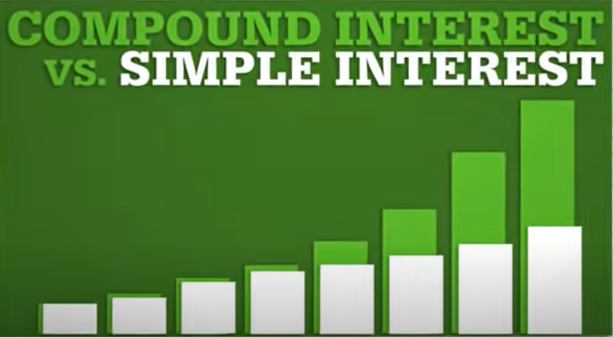 COMPOUND INTEREST
VS. SIMPLE INTEREST